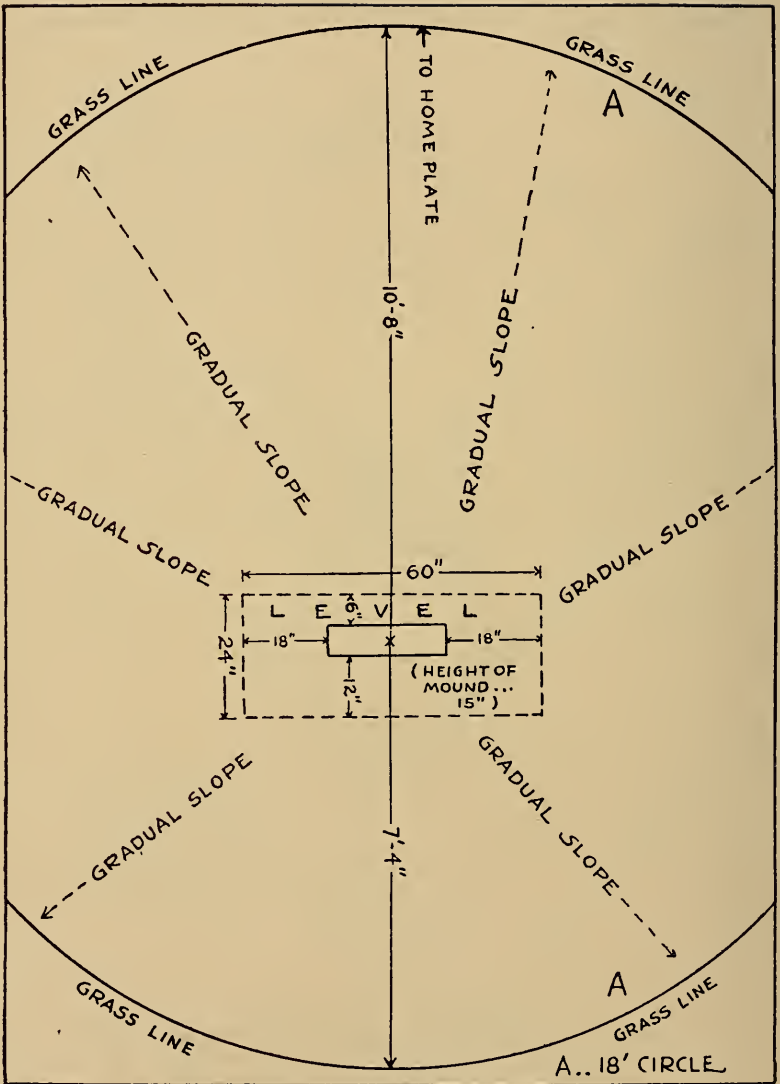 GRASS LINE
GRASS LINE
A
TO HOME PLATE
10'-8"
GRADUAL SLOPE
GRADUAL SLOPE
GRADUAL SLOPE
GRADUAL SLOPE
60"
L E V E L
6"
24"
18"
x
18"
12"
(HEIGHT OF
MOUND...
15")
GRADUAL SLOPE
GRADUAL SLOPE
7'-4"
A
GRASS LINE
GRASS LINE
A.. 18' CIRCLE